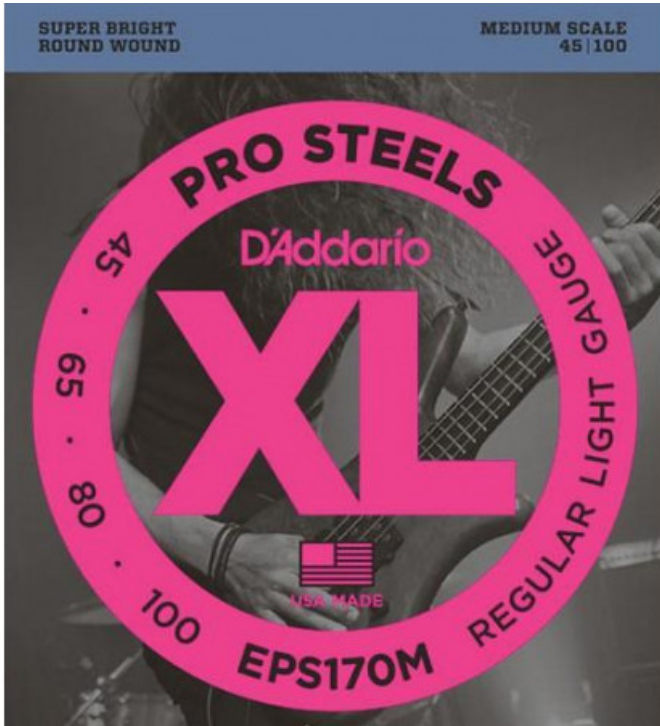 SUPER BRIGHT
ROUND WOUND
MEDIUM SCALE
45|100
PRO STEELS
D'Addario
XL
USA MADE
45 · 65 · 80 · 100
EPS170M
REGULAR LIGHT GAUGE